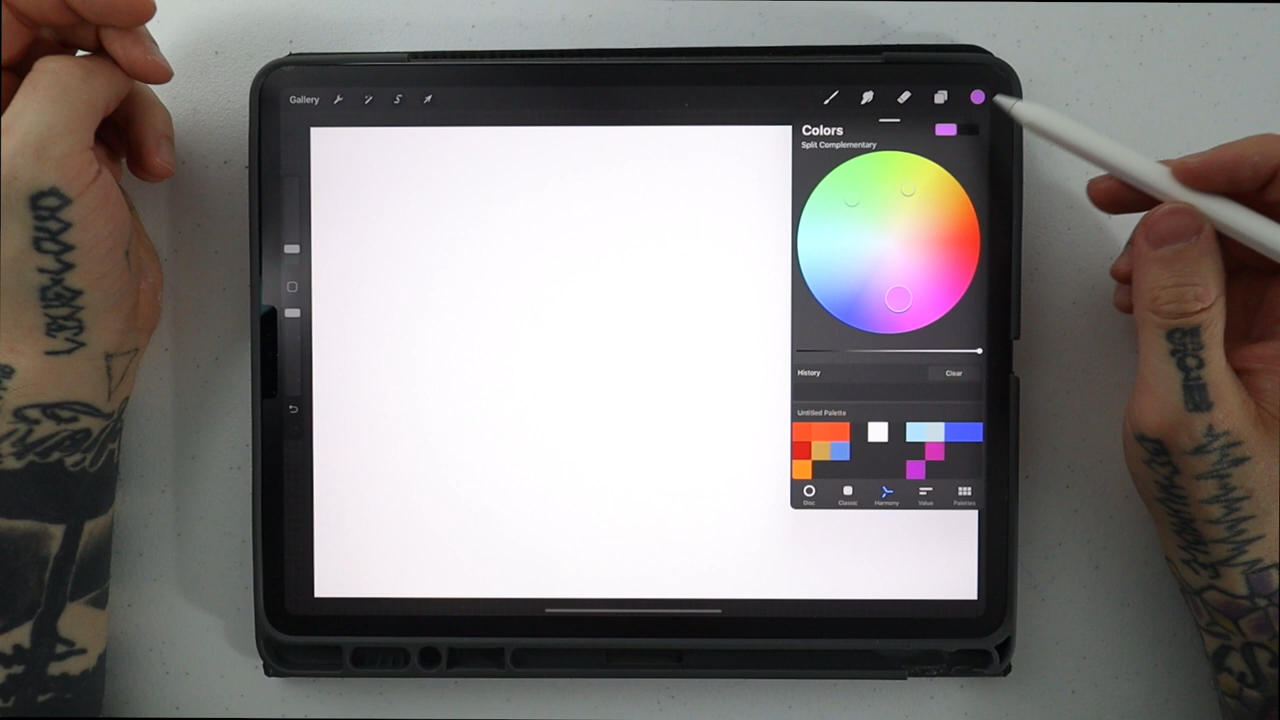 Gallery
Colors
Split Complementary
History Clear
Untitled Palette
Disc Classic Harmony Value Palettes